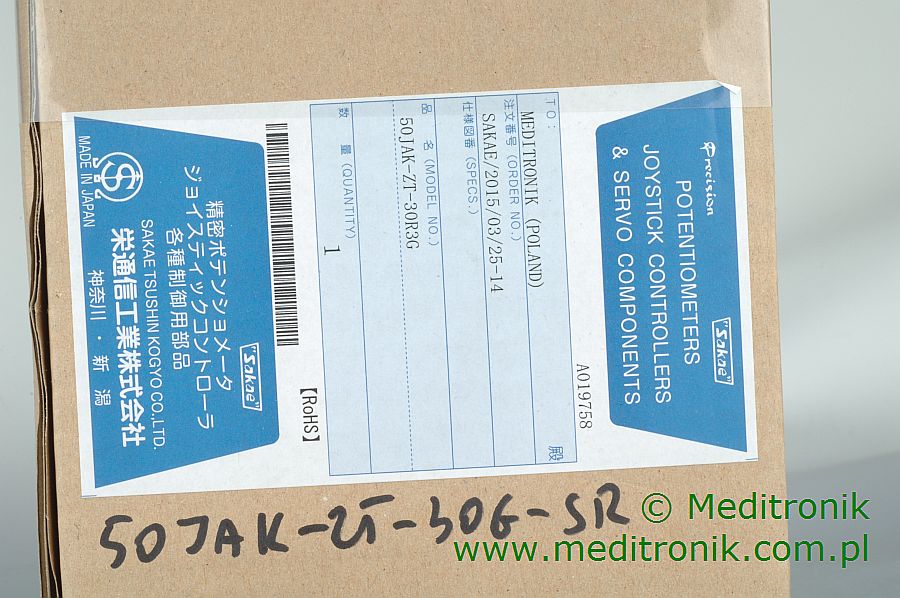 "Sakae"
Precision
POTENTIOMETERS
JOYSTICK CONTROLLERS
& SERVO COMPONENTS
A019758
TO:
MEDITRONIK (POLAND) 殿
注文番号 (ORDER NO.)
SAKAE/2015/03/25-14
仕様図番 (SPECS.)
品 名 (MODEL NO.)
50JAK-ZT-30R3G
数 量 (QUANTITY)
1
【RoHS】
"Sakae"
精密ポテンショメータ
ジョイスティックコントローラ
各種制御用部品
SAKAE TSUSHIN KOGYO CO.,LTD.
栄通信工業株式会社
神奈川・新潟
MADE IN JAPAN
50JAK-ZT-30G-SR
© Meditronik
www.meditronik.com.pl